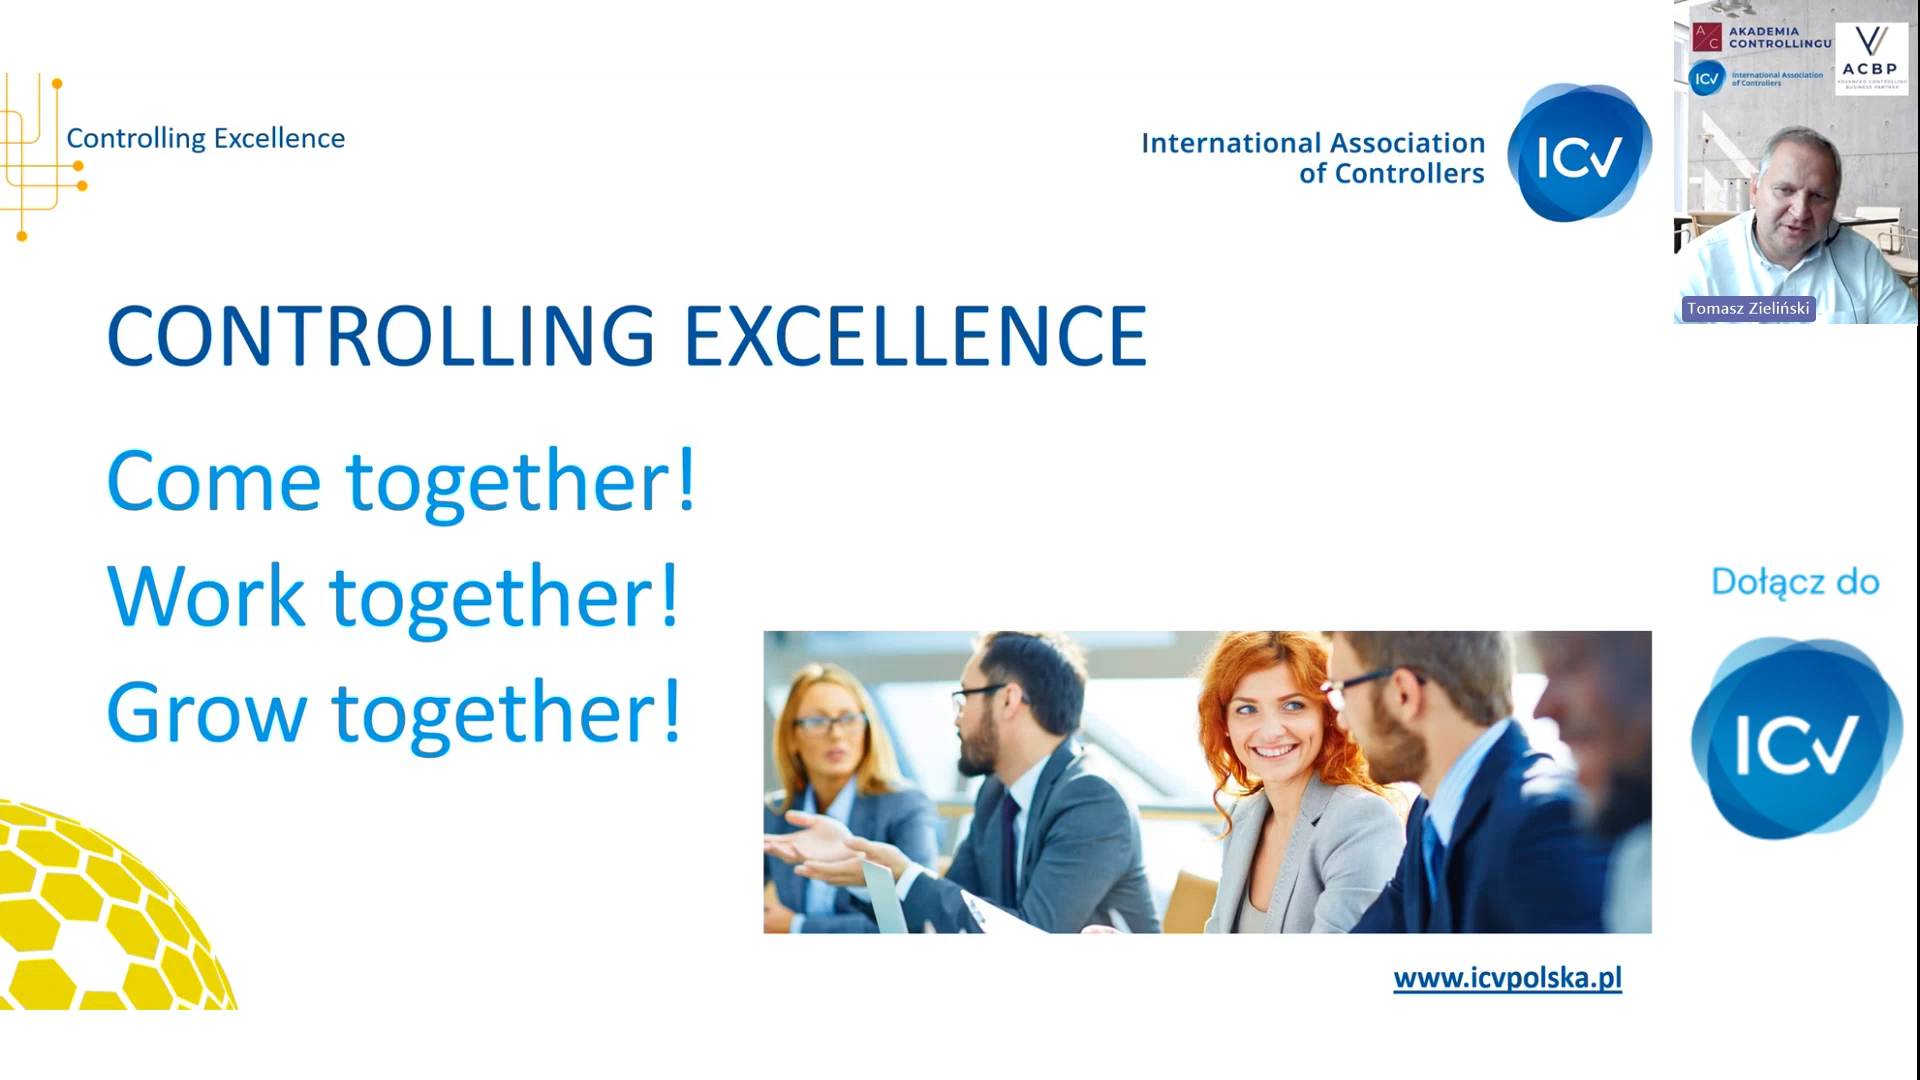 Controlling Excellence
International Association
of Controllers
ICV
AKADEMIA
CONTROLLINGU
AC
ICV
International Association
of Controllers
ACBP
ADVANCED CONTROLLING
BUSINESS PARTNER
Tomasz Zieliński
CONTROLLING EXCELLENCE
Come together!
Work together!
Grow together!
Dołącz do
ICV
www.icvpolska.pl